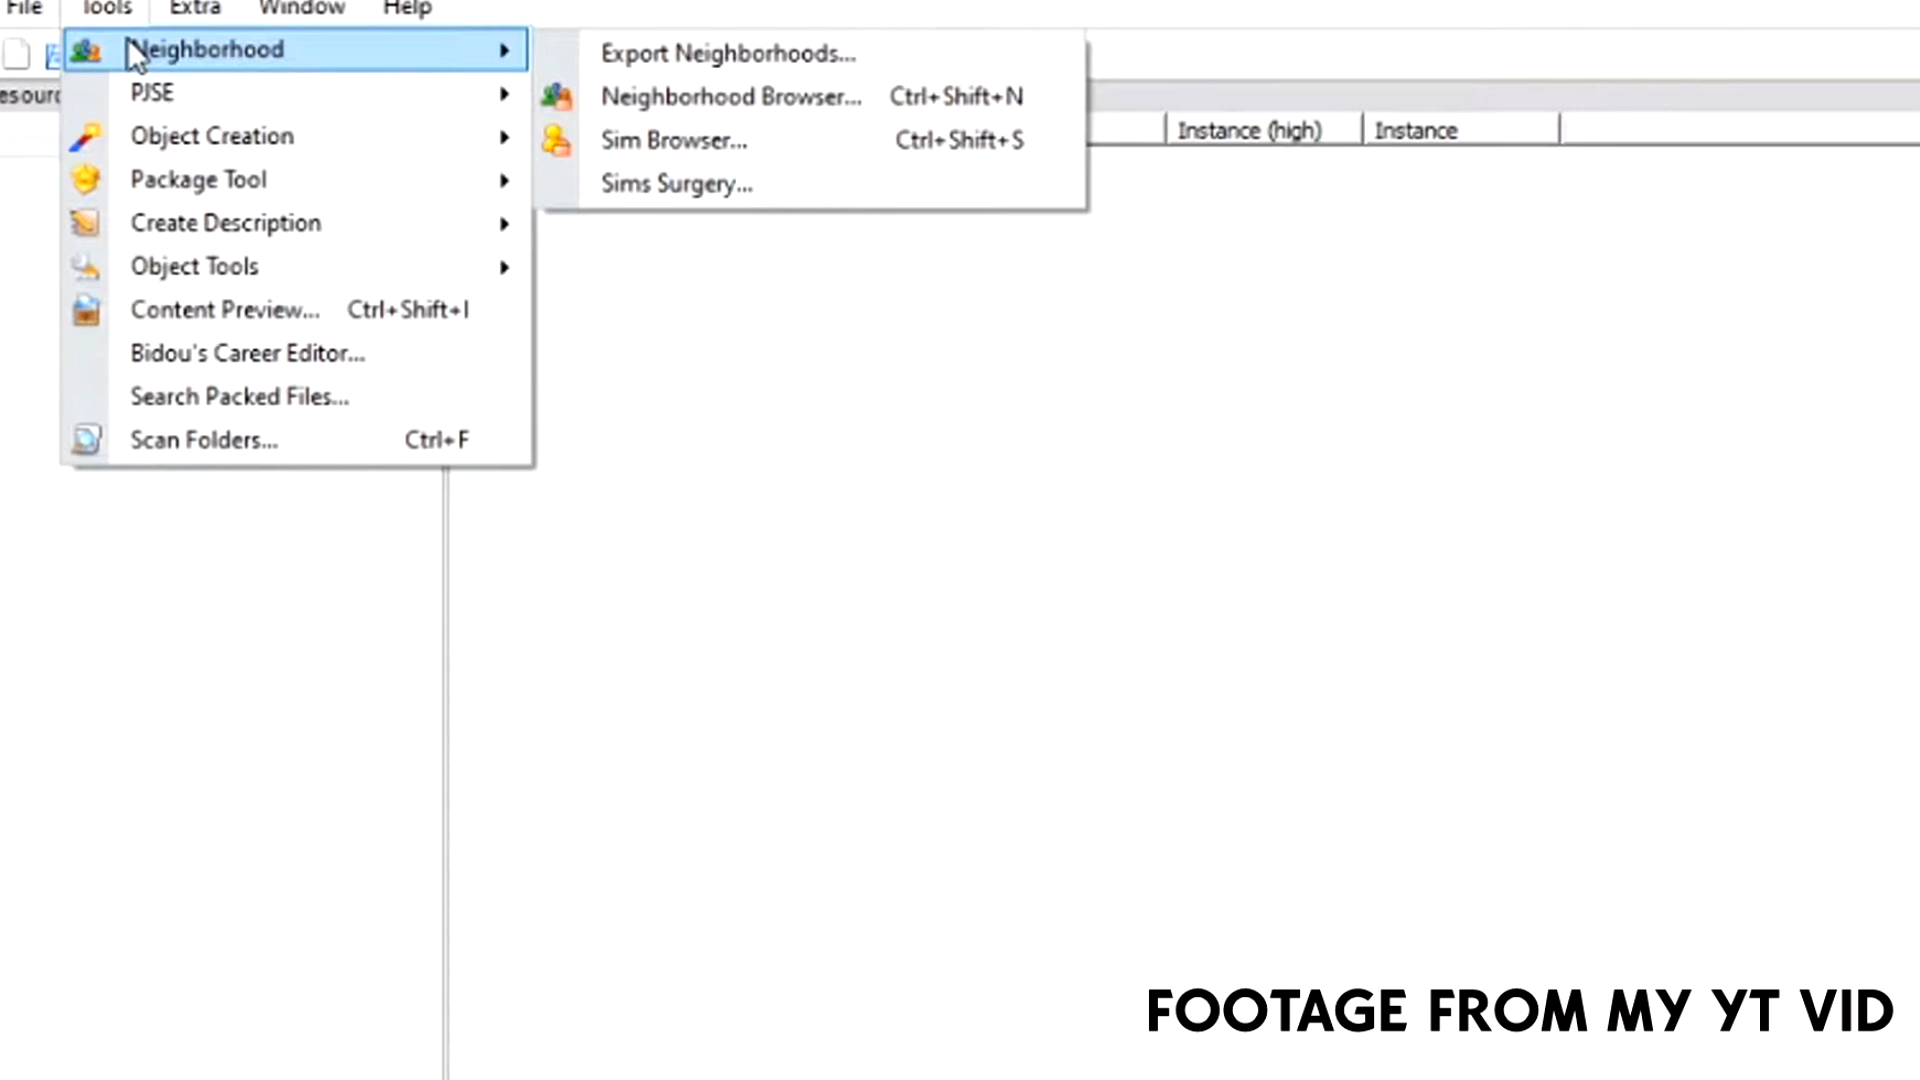 File Tools Extra Window Help
Neighborhood
PJSE
Object Creation
Package Tool
Create Description
Object Tools
Content Preview... Ctrl+Shift+I
Bidou's Career Editor...
Search Packed Files...
Scan Folders... Ctrl+F
Export Neighborhoods...
Neighborhood Browser... Ctrl+Shift+N
Sim Browser... Ctrl+Shift+S
Sims Surgery...
esourc
Instance (high) Instance
FOOTAGE FROM MY YT VID